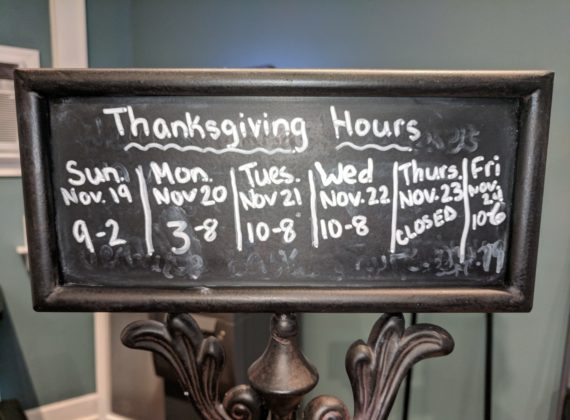 Thanksgiving Hours
Sun. Mon. Tues. Wed Thurs. Fri
Nov. 19 Nov 20 Nov 21 Nov. 22 Nov. 23 Nov. 24
9-2 3-8 10-8 10-8 CLOSED 10-6